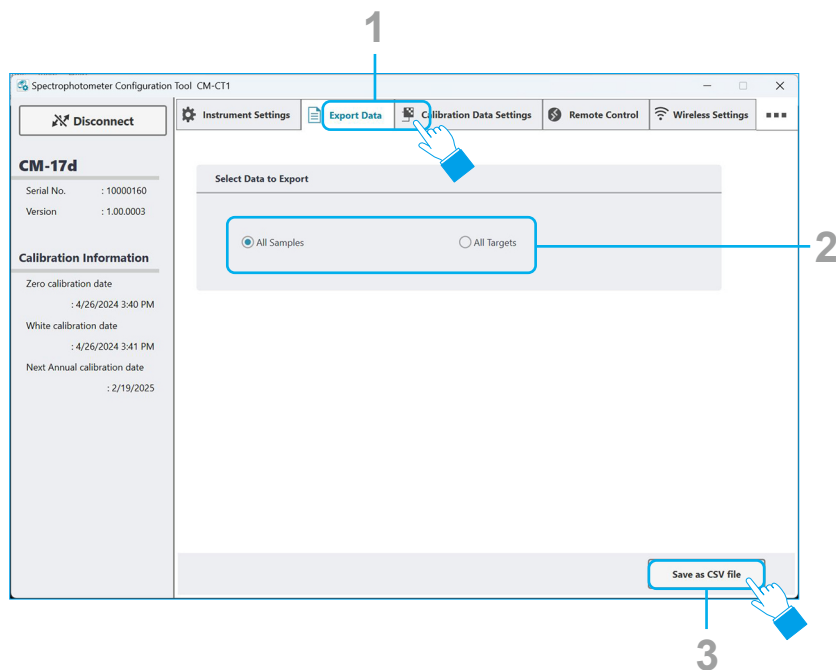 1
Spectrophotometer Configuration Tool CM-CT1
Disconnect
Instrument Settings
Export Data
Calibration Data Settings
Remote Control
Wireless Settings
CM-17d
Serial No. : 10000160
Version : 1.00.0003
Select Data to Export
All Samples
All Targets
2
Calibration Information
Zero calibration date
: 4/26/2024 3:40 PM
White calibration date
: 4/26/2024 3:41 PM
Next Annual calibration date
: 2/19/2025
Save as CSV file
3